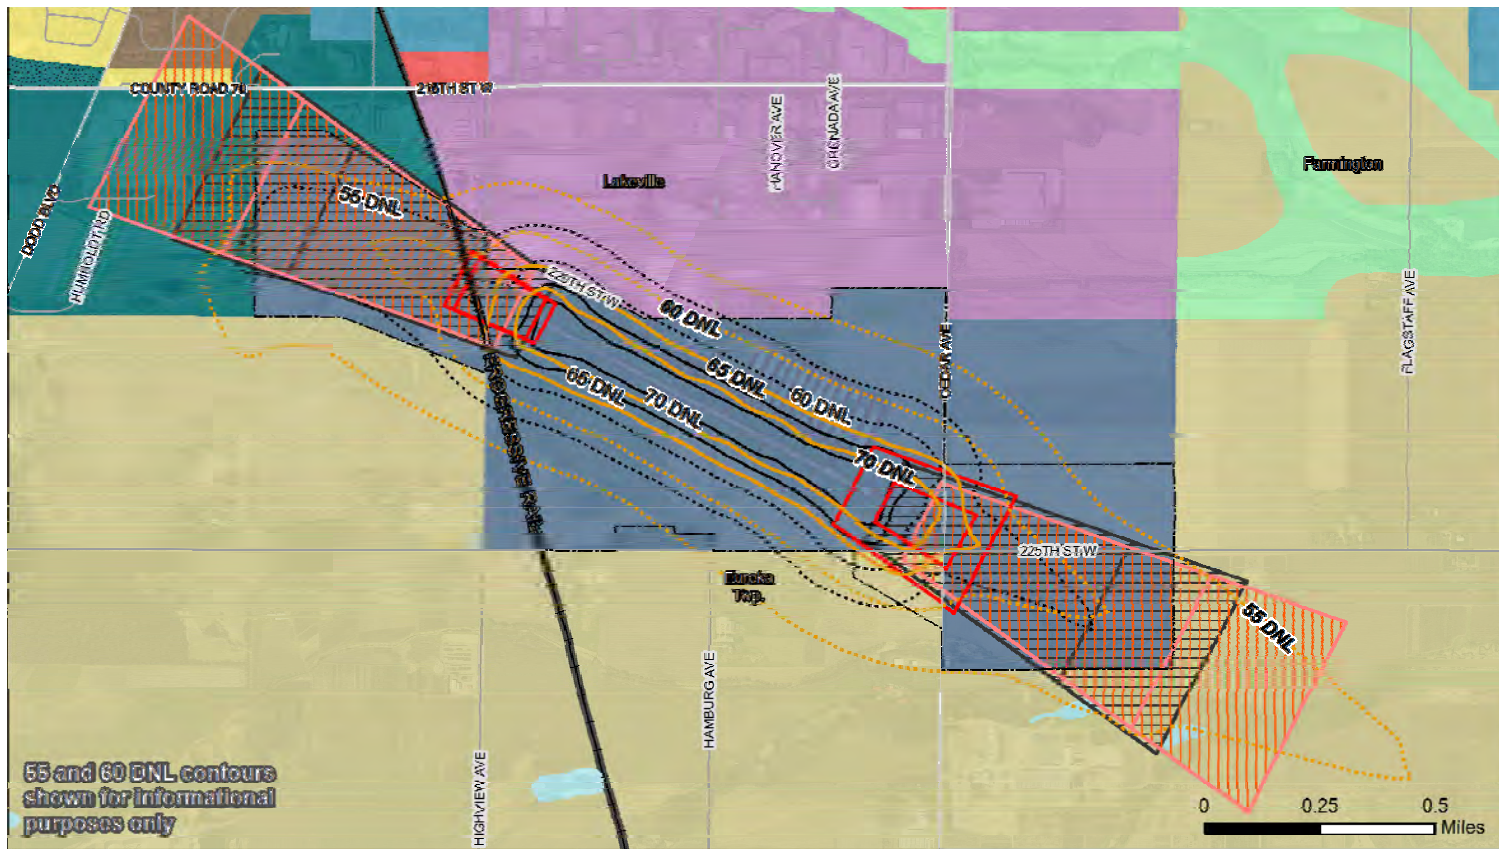 COUNTY ROAD 70
215TH ST W
HANOVER AVE
GRENADA AVE
Farmington
Lakeville
DODD BLVD
HUMBOLDT RD
55 DNL
225TH ST W
60 DNL
CEDAR AVE
FLAGSTAFF AVE
65 DNL
60 DNL
65 DNL
70 DNL
70 DNL
225TH ST W
Eureka
Twp.
55 DNL
HAMBURG AVE
HIGHVIEW AVE
55 and 60 DNL contours
shown for informational
purposes only
0 0.25 0.5
Miles